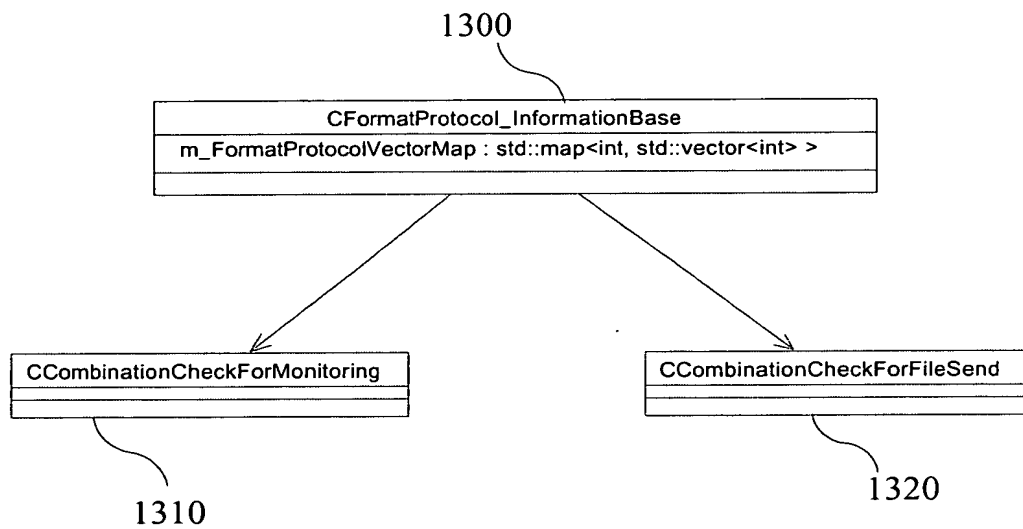 1300
CFormatProtocol_InformationBase
m_FormatProtocolVectorMap : std::map<int, std::vector<int> >
CCombinationCheckForMonitoring
CCombinationCheckForFileSend
1310
1320